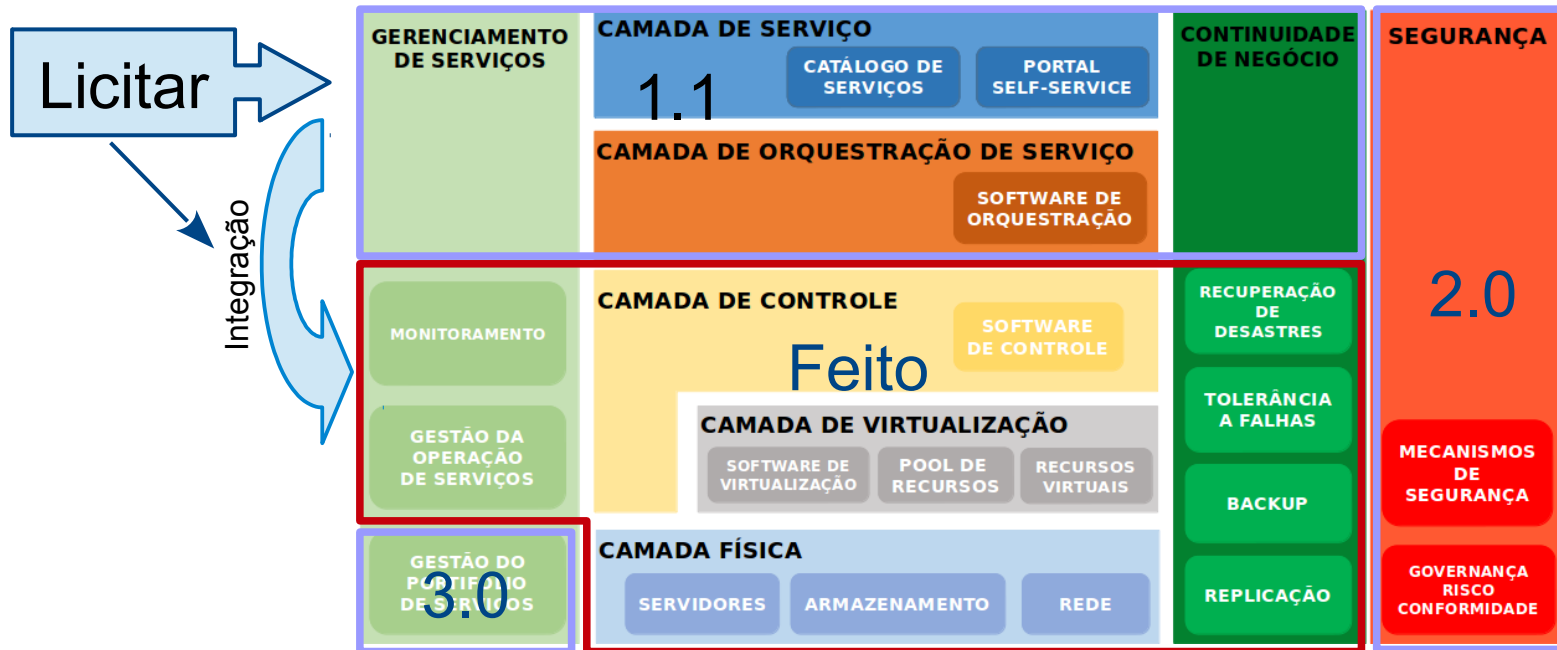 Licitar
Integração
GERENCIAMENTO
DE SERVIÇOS
CAMADA DE SERVIÇO
1.1
CATÁLOGO DE
SERVIÇOS
PORTAL
SELF-SERVICE
CAMADA DE ORQUESTRAÇÃO DE SERVIÇO
SOFTWARE DE
ORQUESTRAÇÃO
CONTINUIDADE
DE NEGÓCIO
SEGURANÇA
2.0
MONITORAMENTO
GESTÃO DA
OPERAÇÃO
DE SERVIÇOS
GESTÃO DO
PORTIFÓLIO
DE SERVIÇOS
3.0
CAMADA DE CONTROLE
SOFTWARE
DE CONTROLE
Feito
CAMADA DE VIRTUALIZAÇÃO
SOFTWARE DE
VIRTUALIZAÇÃO
POOL DE
RECURSOS
RECURSOS
VIRTUAIS
CAMADA FÍSICA
SERVIDORES
ARMAZENAMENTO
REDE
RECUPERAÇÃO
DE
DESASTRES
TOLERÂNCIA
A FALHAS
BACKUP
REPLICAÇÃO
MECANISMOS
DE
SEGURANÇA
GOVERNANÇA
RISCO
CONFORMIDADE